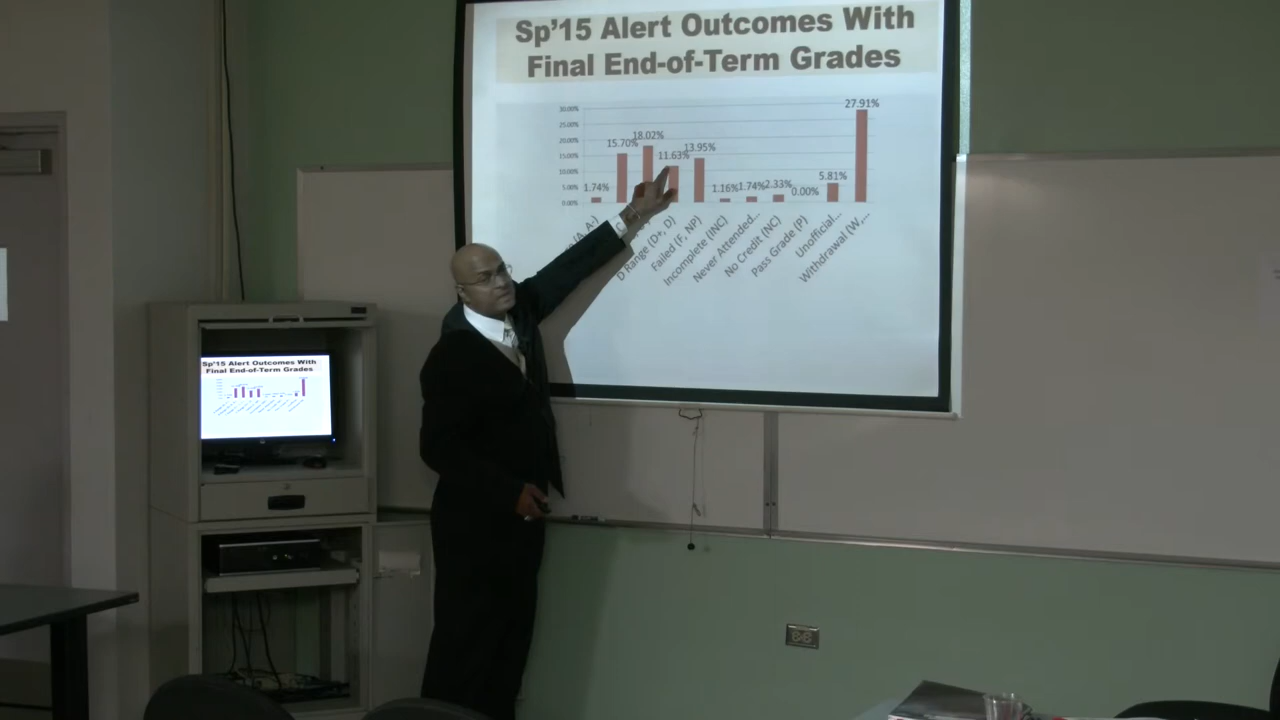 Sp'15 Alert Outcomes With
Final End-of-Term Grades
30.00%
25.00%
20.00%
15.00%
10.00%
5.00%
0.00%
1.74%
15.70%
18.02%
11.63%
13.95%
1.16%
1.74%
2.33%
0.00%
5.81%
27.91%
(A, A-)
D Range (D+, D)
Failed (F, NP)
Incomplete (INC)
Never Attended...
No Credit (NC)
Pass Grade (P)
Unofficial...
Withdrawal (W,...
Sp'15 Alert Outcomes With
Final End-of-Term Grades